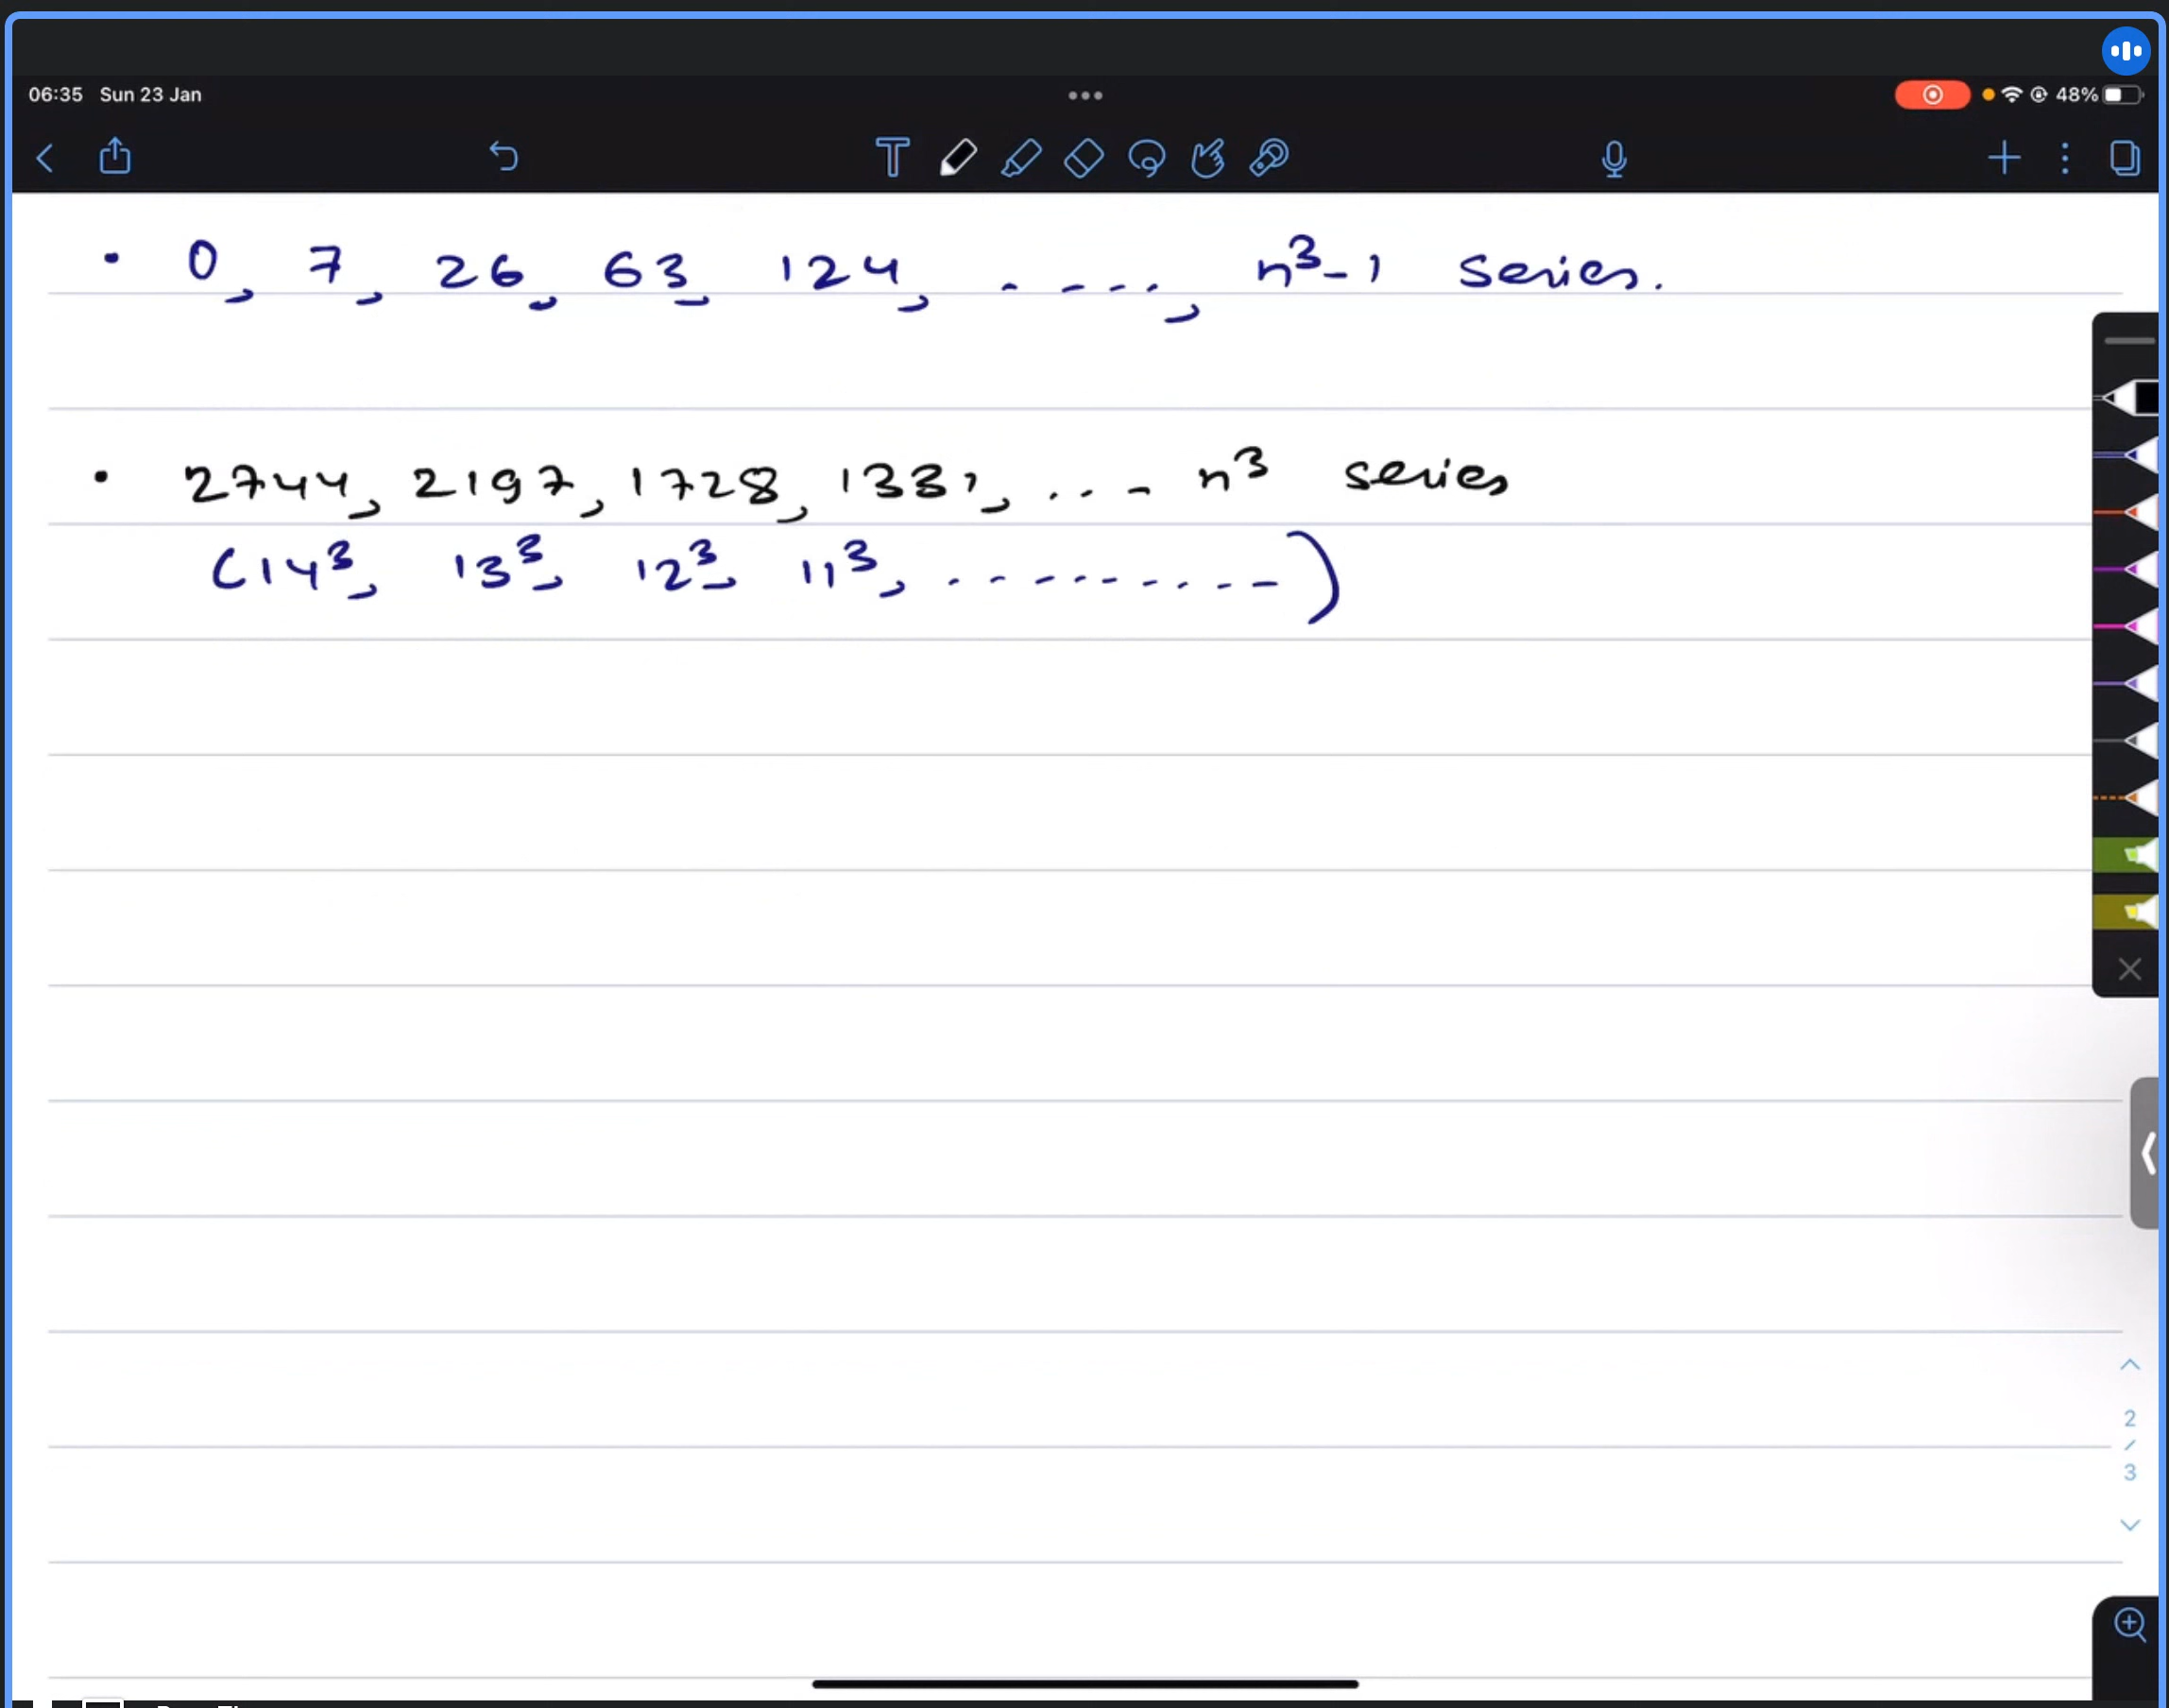 06:35 Sun 23 Jan
48%
• 0, 7, 26, 63, 124, ....., n³-1 series.
• 2744, 2197, 1728, 1331, ... n³ series
(14³, 13³, 12³, 11³, ..........)
2
/
3